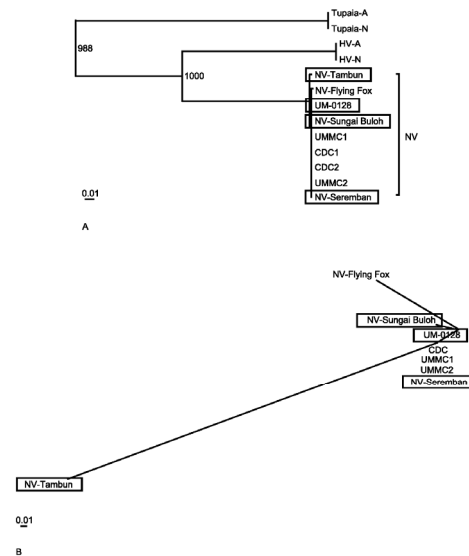 Tupaia-A
Tupaia-N
988
HV-A
HV-N
1000
NV-Tambun
NV-Flying Fox
UM-0128
NV-Sungai Buloh
NV
UMMC1
CDC1
CDC2
UMMC2
NV-Seremban
0.01
A
NV-Flying Fox
NV-Sungai Buloh
UM-0128
CDC
UMMC1
UMMC2
NV-Seremban
NV-Tambun
0.01
B